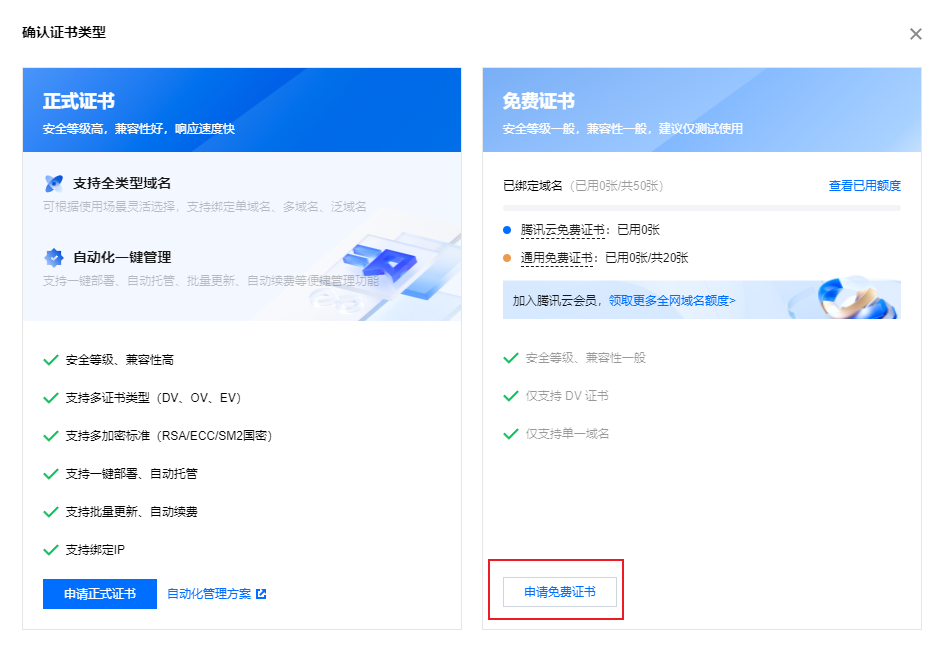 确认证书类型
正式证书
安全等级高，兼容性好，响应速度快
支持全类型域名
可根据使用场景灵活选择，支持绑定单域名、多域名、泛域名
自动化一键管理
支持一键部署、自动托管、批量更新、自动续费等便捷管理功能
安全等级、兼容性高
支持多证书类型（DV、OV、EV）
支持多加密标准（RSA/ECC/SM2国密）
支持一键部署、自动托管
支持批量更新、自动续费
支持绑定IP
申请正式证书 自动化管理方案
免费证书
安全等级一般，兼容性一般，建议仅测试使用
已绑定域名（已用0张/共50张） 查看已用额度
腾讯云免费证书：已用0张
通用免费证书：已用0张/共20张
加入腾讯云会员，领取更多全网域名额度>
安全等级、兼容性一般
仅支持 DV 证书
仅支持单一域名
申请免费证书